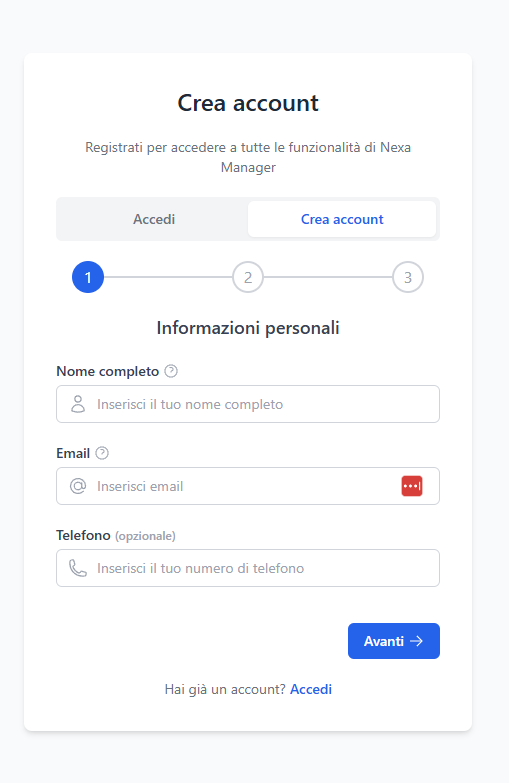 Crea account
Registrati per accedere a tutte le funzionalità di Nexa
Manager
Accedi
Crea account
1
2
3
Informazioni personali
Nome completo
Inserisci il tuo nome completo
Email
Inserisci email
Telefono (opzionale)
Inserisci il tuo numero di telefono
Avanti →
Hai già un account? Accedi